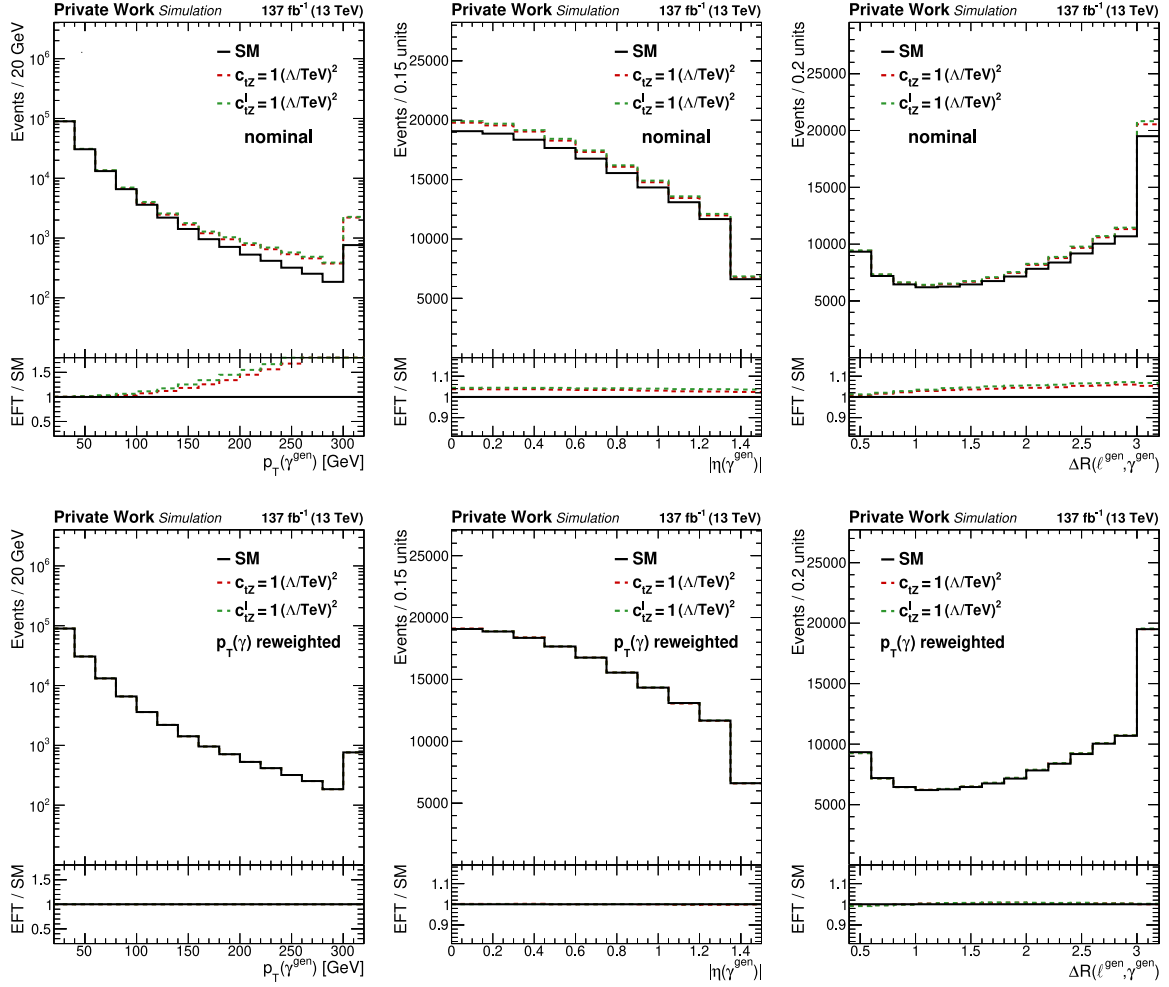 Private Work Simulation 137 fb⁻¹ (13 TeV)
Events / 20 GeV
10⁶
10⁵
10⁴
10³
10²
SM
c_tZ = 1 (Λ/TeV)²
c^I_tZ = 1 (Λ/TeV)²
nominal
EFT / SM
1.5
1
0.5
50 100 150 200 250 300
p_T(γ^gen) [GeV]
Private Work Simulation 137 fb⁻¹ (13 TeV)
Events / 0.15 units
25000
20000
15000
10000
5000
SM
c_tZ = 1 (Λ/TeV)²
c^I_tZ = 1 (Λ/TeV)²
nominal
EFT / SM
1.1
1
0.9
0 0.2 0.4 0.6 0.8 1 1.2 1.4
|η(γ^gen)|
Private Work Simulation 137 fb⁻¹ (13 TeV)
Events / 0.2 units
25000
20000
15000
10000
5000
SM
c_tZ = 1 (Λ/TeV)²
c^I_tZ = 1 (Λ/TeV)²
nominal
EFT / SM
1.1
1
0.9
0.5 1 1.5 2 2.5 3
ΔR(ℓ^gen,γ^gen)
Private Work Simulation 137 fb⁻¹ (13 TeV)
Events / 20 GeV
10⁶
10⁵
10⁴
10³
10²
SM
c_tZ = 1 (Λ/TeV)²
c^I_tZ = 1 (Λ/TeV)²
p_T(γ) reweighted
EFT / SM
1.5
1
0.5
50 100 150 200 250 300
p_T(γ^gen) [GeV]
Private Work Simulation 137 fb⁻¹ (13 TeV)
Events / 0.15 units
25000
20000
15000
10000
5000
SM
c_tZ = 1 (Λ/TeV)²
c^I_tZ = 1 (Λ/TeV)²
p_T(γ) reweighted
EFT / SM
1.1
1
0.9
0 0.2 0.4 0.6 0.8 1 1.2 1.4
|η(γ^gen)|
Private Work Simulation 137 fb⁻¹ (13 TeV)
Events / 0.2 units
25000
20000
15000
10000
5000
SM
c_tZ = 1 (Λ/TeV)²
c^I_tZ = 1 (Λ/TeV)²
p_T(γ) reweighted
EFT / SM
1.1
1
0.9
0.5 1 1.5 2 2.5 3
ΔR(ℓ^gen,γ^gen)